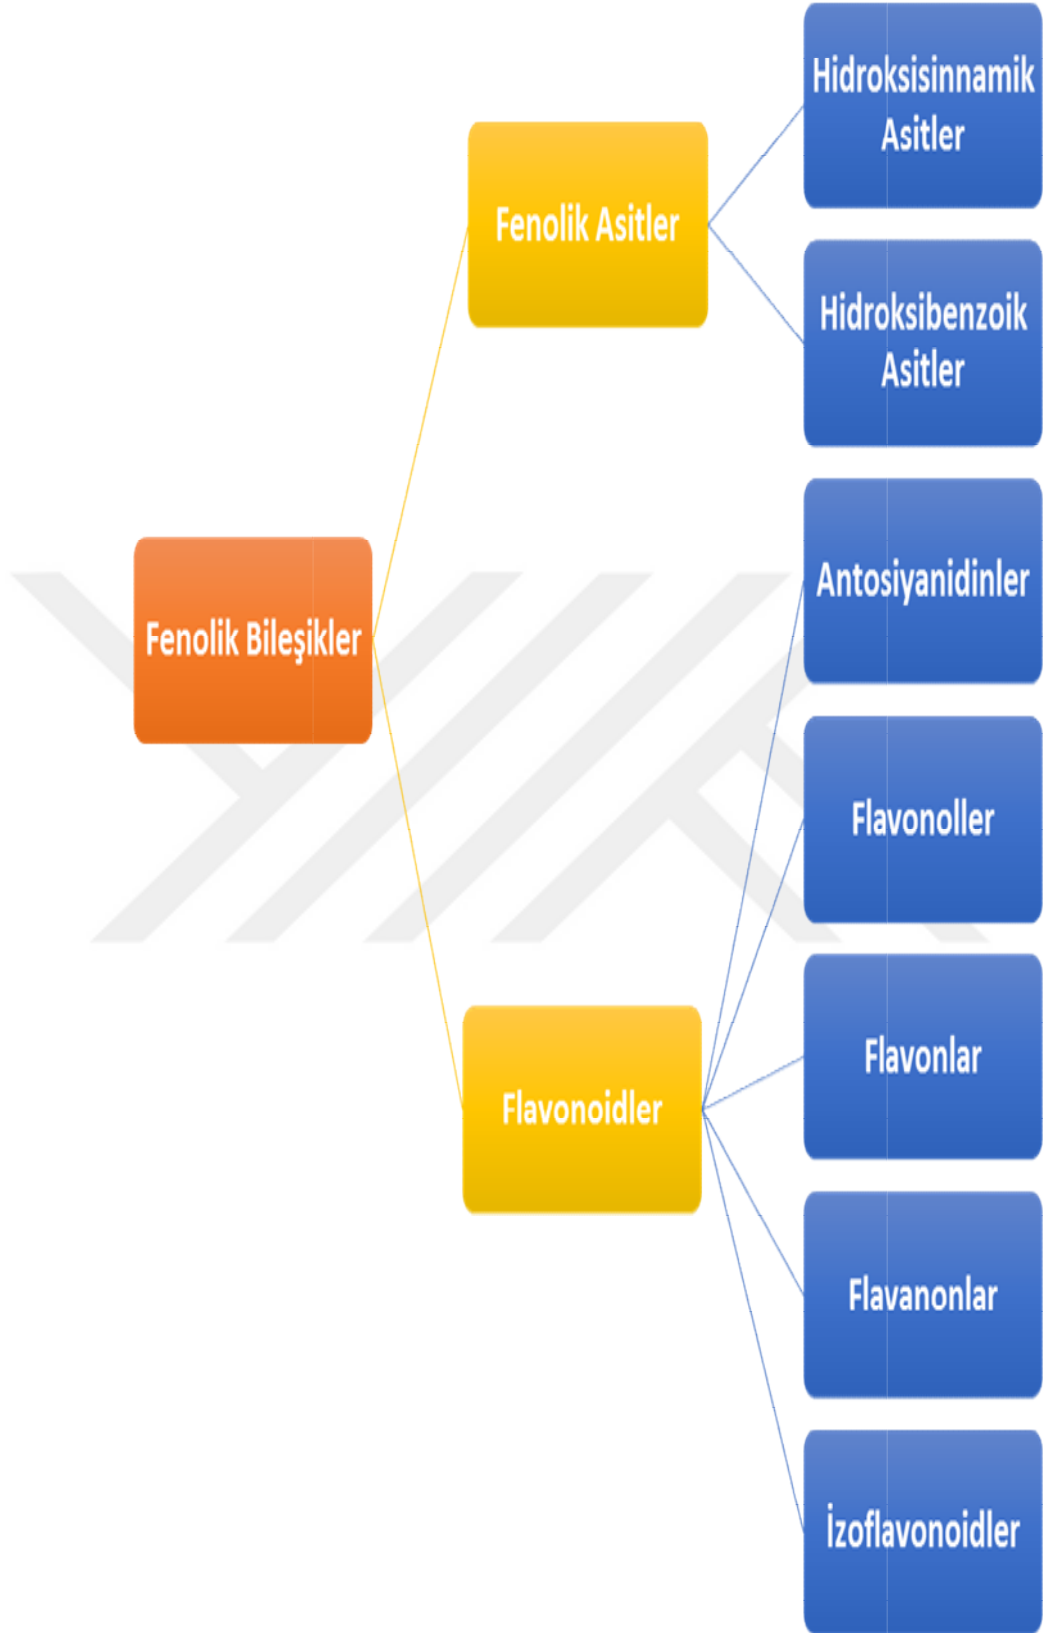 Fenolik Bileşikler
Fenolik Asitler
Hidroksisinnamik
Asitler
Hidroksibenzoik
Asitler
Flavonoidler
Antosiyanidinler
Flavonoller
Flavonlar
Flavanonlar
İzoflavonoidler